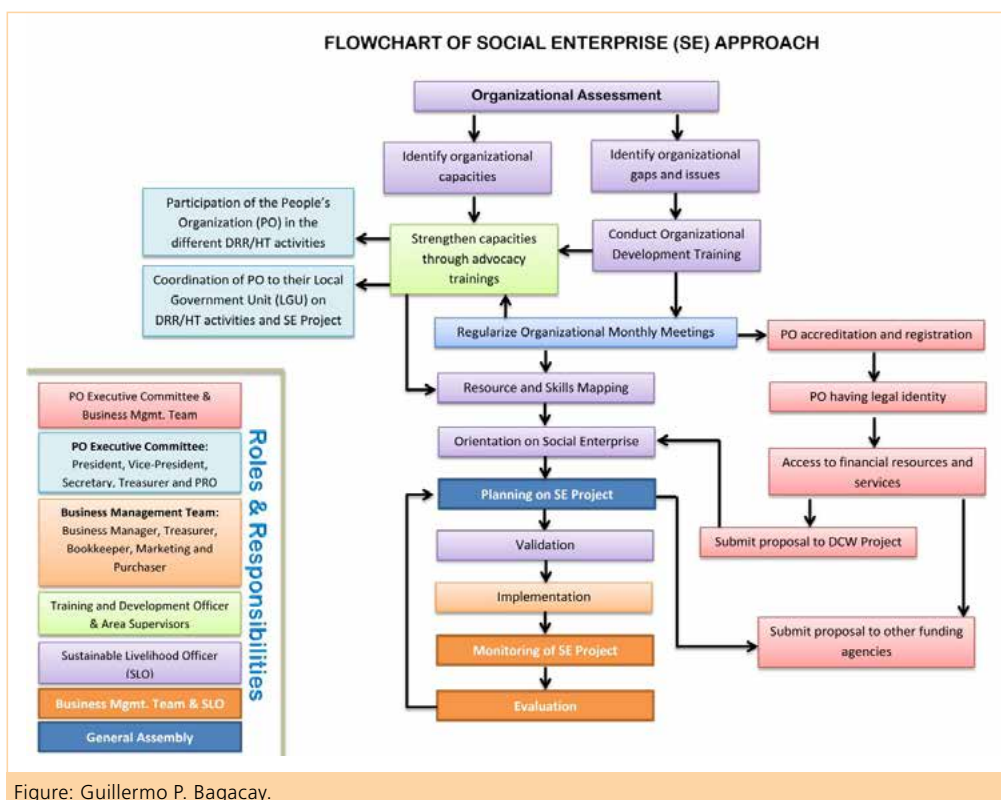 FLOWCHART OF SOCIAL ENTERPRISE (SE) APPROACH
Organizational Assessment
Identify organizational
capacities
Identify organizational
gaps and issues
Participation of the People's
Organization (PO) in the
different DRR/HT activities
Strengthen capacities
through advocacy
trainings
Conduct Organizational
Development Training
Coordination of PO to their Local
Government Unit (LGU) on
DRR/HT activities and SE Project
Regularize Organizational Monthly Meetings
PO accreditation and registration
Resource and Skills Mapping
PO having legal identity
Orientation on Social Enterprise
Access to financial resources and
services
Planning on SE Project
Validation
Submit proposal to DCW Project
Implementation
Monitoring of SE Project
Submit proposal to other funding
agencies
Evaluation
PO Executive Committee &
Business Mgmt. Team
PO Executive Committee:
President, Vice-President,
Secretary, Treasurer and PRO
Business Management Team:
Business Manager, Treasurer,
Bookkeeper, Marketing and
Purchaser
Training and Development Officer
& Area Supervisors
Sustainable Livelihood Officer
(SLO)
Business Mgmt. Team & SLO
General Assembly
Roles & Responsibilities
Figure: Guillermo P. Bagacay.